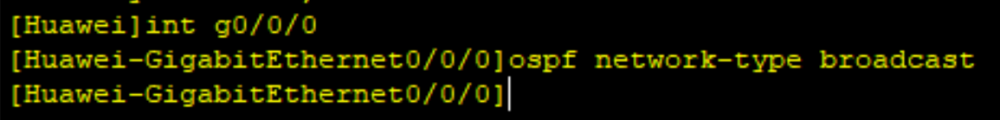 [Huawei]int g0/0/0
[Huawei-GigabitEthernet0/0/0]ospf network-type broadcast
[Huawei-GigabitEthernet0/0/0]